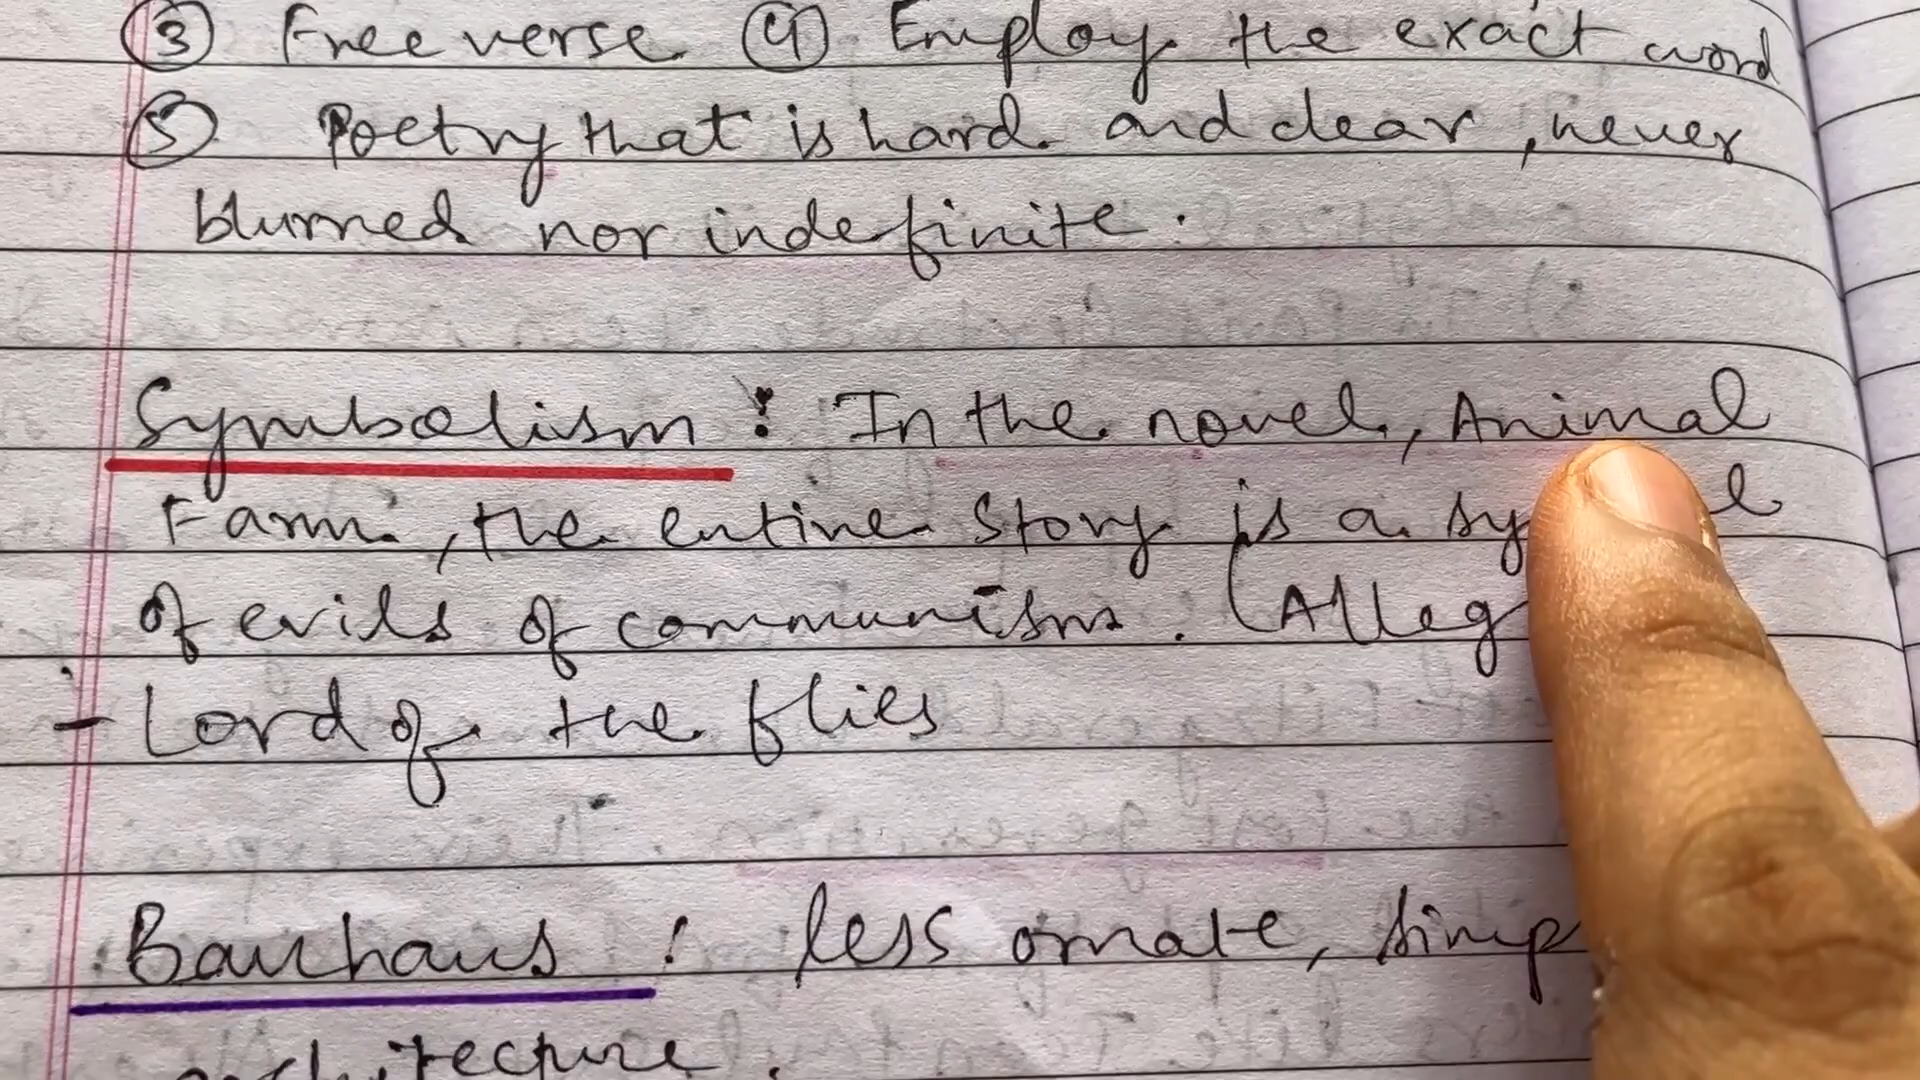 ③ Free verse ④ Employ the exact word
⑤ Poetry that is hard and clear, never
blurred nor indefinite.
Symbolism : In the novel, Animal
Farm, the entire story is a sy
of evils of communism. (Alleg
- Lord of the flies
Bauhaus : less ornate, simp
architecture.